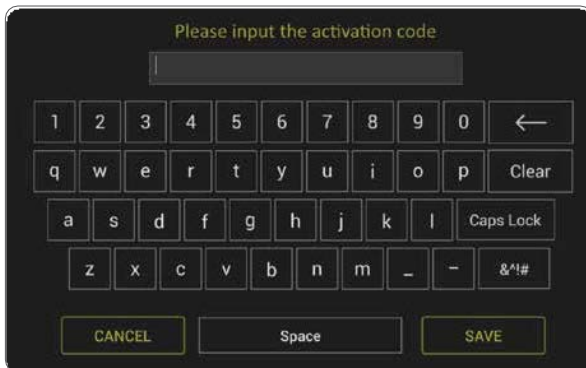 Please input the activation code
1 2 3 4 5 6 7 8 9 0 ←
q w e r t y u i o p Clear
a s d f g h j k l Caps Lock
z x c v b n m _ – &^!#
CANCEL Space SAVE